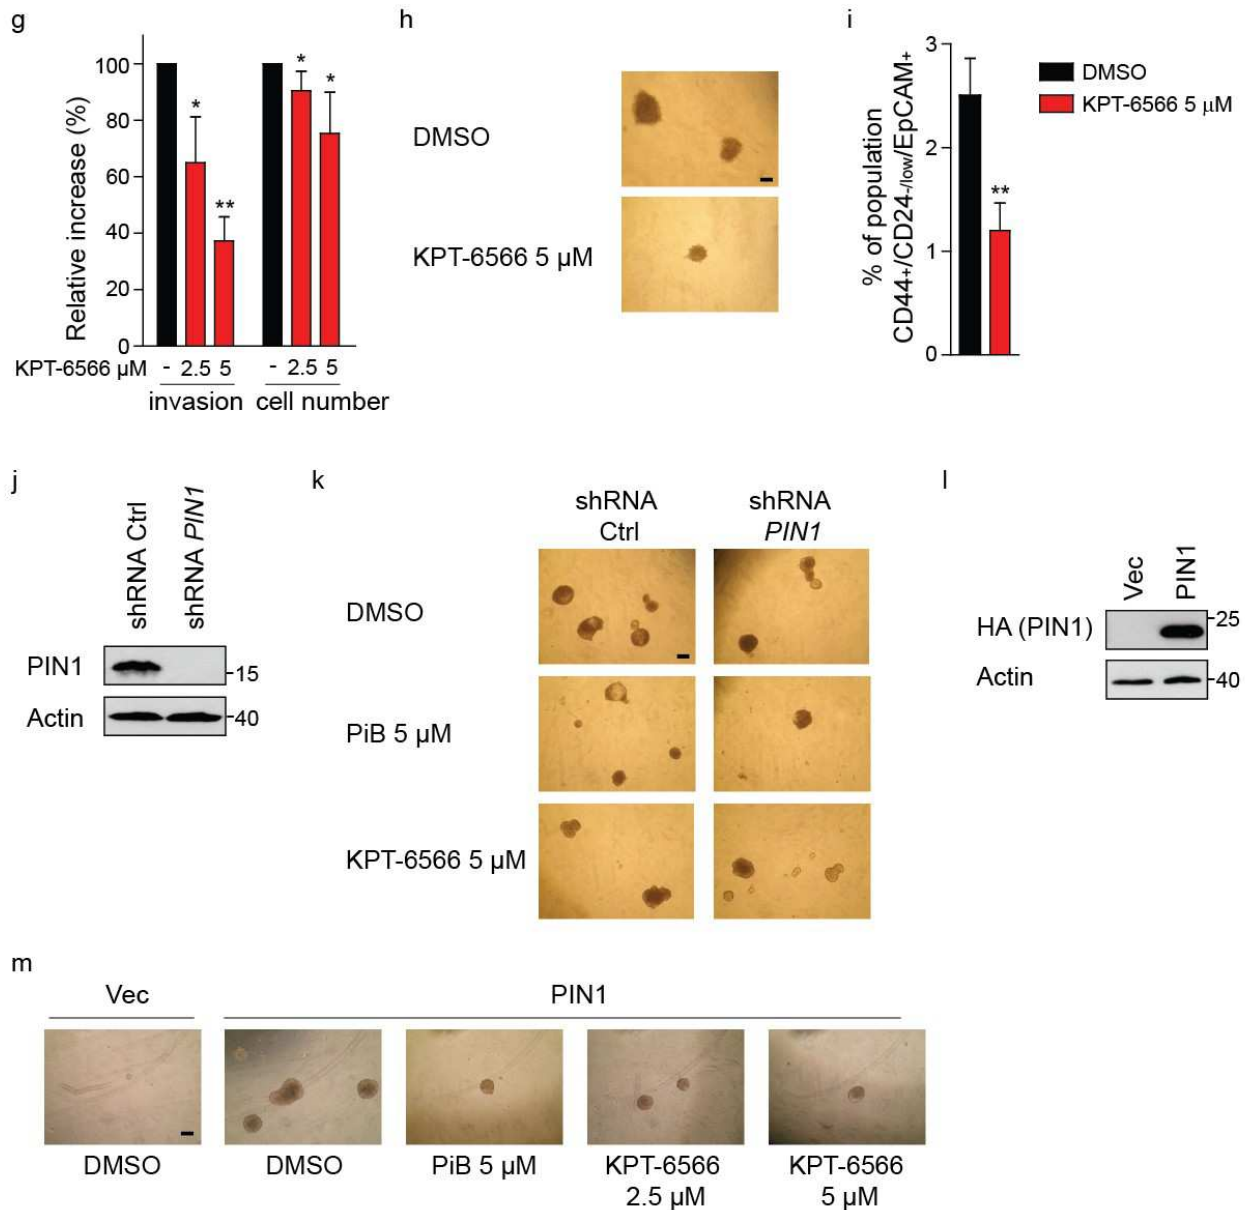 g
Relative increase (%)
100
80
60
40
20
0
*
**
*
*
KPT-6566 μM
- 2.5 5
- 2.5 5
invasion
cell number
h
DMSO
KPT-6566 5 μM
i
% of population
CD44+/CD24-/low/EpCAM+
3
2
1
0
**
DMSO
KPT-6566 5 μM
j
shRNA Ctrl
shRNA PIN1
PIN1
-15
Actin
-40
k
shRNA
Ctrl
shRNA
PIN1
DMSO
PiB 5 μM
KPT-6566 5 μM
l
Vec
PIN1
HA (PIN1)
-25
Actin
-40
m
Vec
PIN1
DMSO
DMSO
PiB 5 μM
KPT-6566
2.5 μM
KPT-6566
5 μM